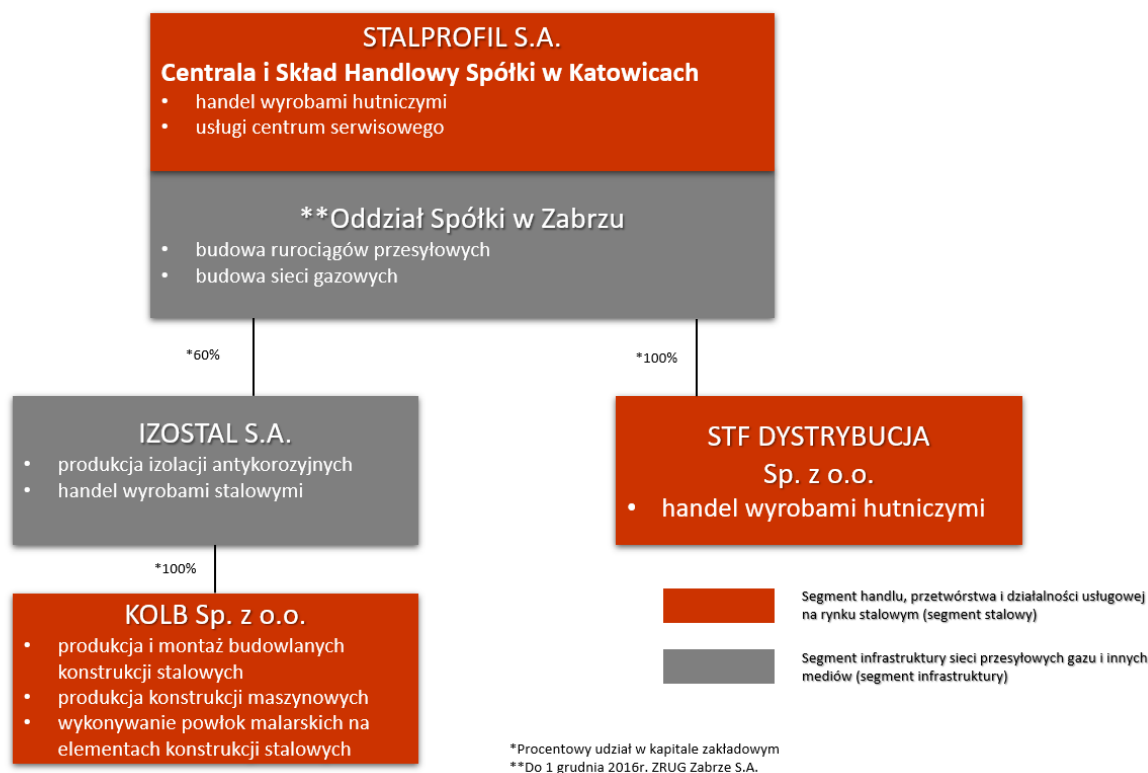 STALPROFIL S.A.
Centrala i Skład Handlowy Spółki w Katowicach
• handel wyrobami hutniczymi
• usługi centrum serwisowego
**Oddział Spółki w Zabrzu
• budowa rurociągów przesyłowych
• budowa sieci gazowych
*60%
*100%
IZOSTAL S.A.
• produkcja izolacji antykorozyjnych
• handel wyrobami stalowymi
STF DYSTRYBUCJA
Sp. z o.o.
• handel wyrobami hutniczymi
*100%
KOLB Sp. z o.o.
• produkcja i montaż budowlanych
konstrukcji stalowych
• produkcja konstrukcji maszynowych
• wykonywanie powłok malarskich na
elementach konstrukcji stalowych
Segment handlu, przetwórstwa i działalności usługowej
na rynku stalowym (segment stalowy)
Segment infrastruktury sieci przesyłowych gazu i innych
mediów (segment infrastruktury)
*Procentowy udział w kapitale zakładowym
**Do 1 grudnia 2016r. ZRUG Zabrze S.A.